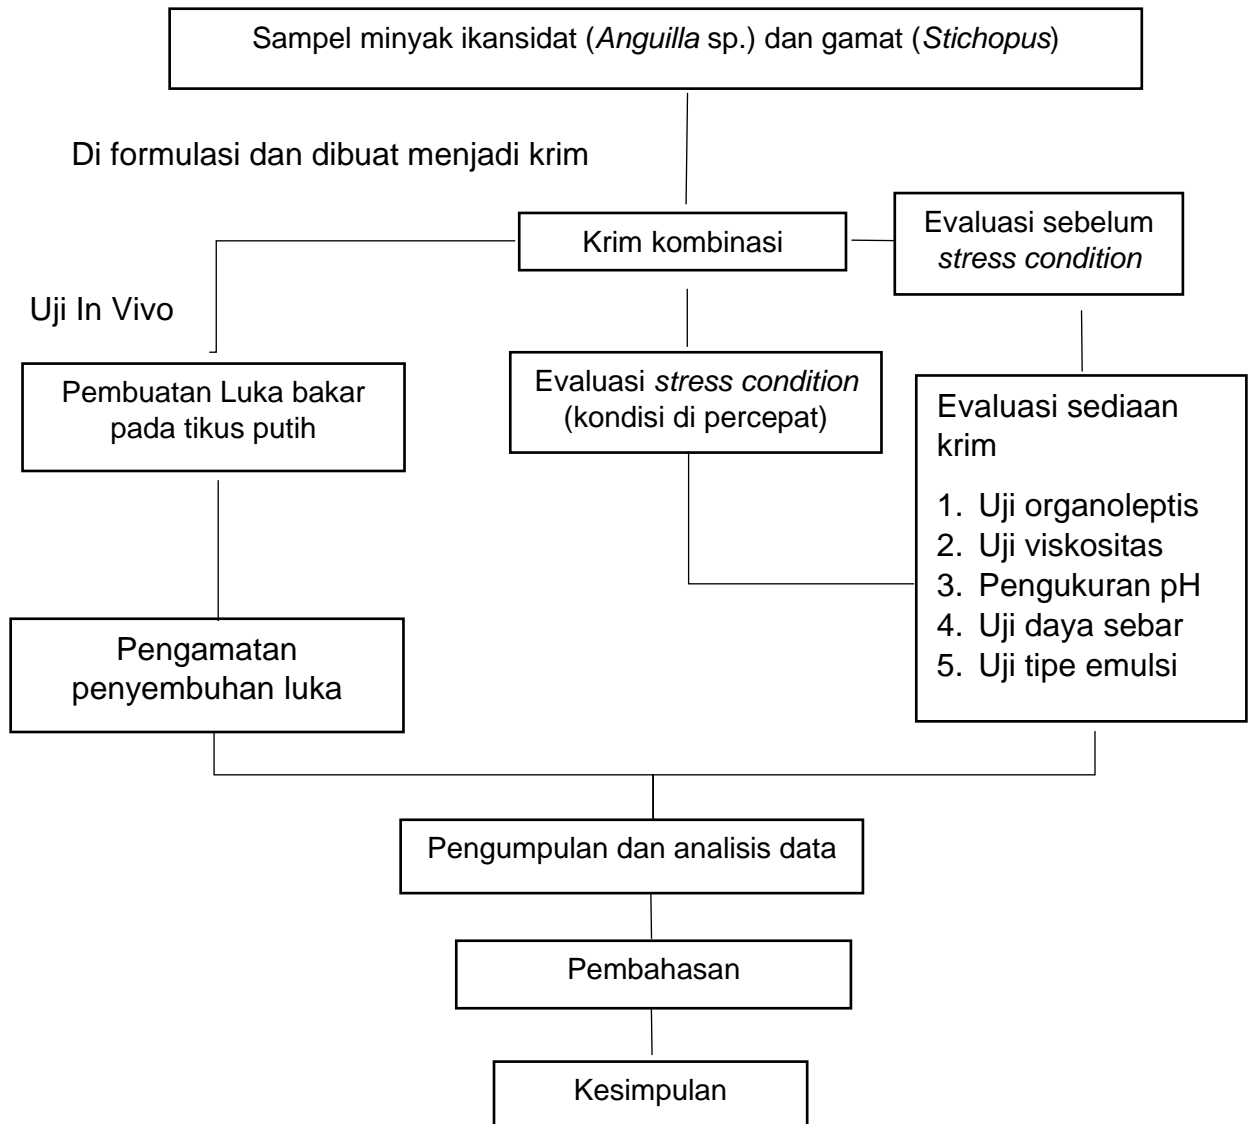 Sampel minyak ikansidat (Anguilla sp.) dan gamat (Stichopus)
Di formulasi dan dibuat menjadi krim
Krim kombinasi
Evaluasi sebelum
stress condition
Uji In Vivo
Pembuatan Luka bakar
pada tikus putih
Evaluasi stress condition
(kondisi di percepat)
Evaluasi sediaan
krim
1. Uji organoleptis
2. Uji viskositas
3. Pengukuran pH
4. Uji daya sebar
5. Uji tipe emulsi
Pengamatan
penyembuhan luka
Pengumpulan dan analisis data
Pembahasan
Kesimpulan